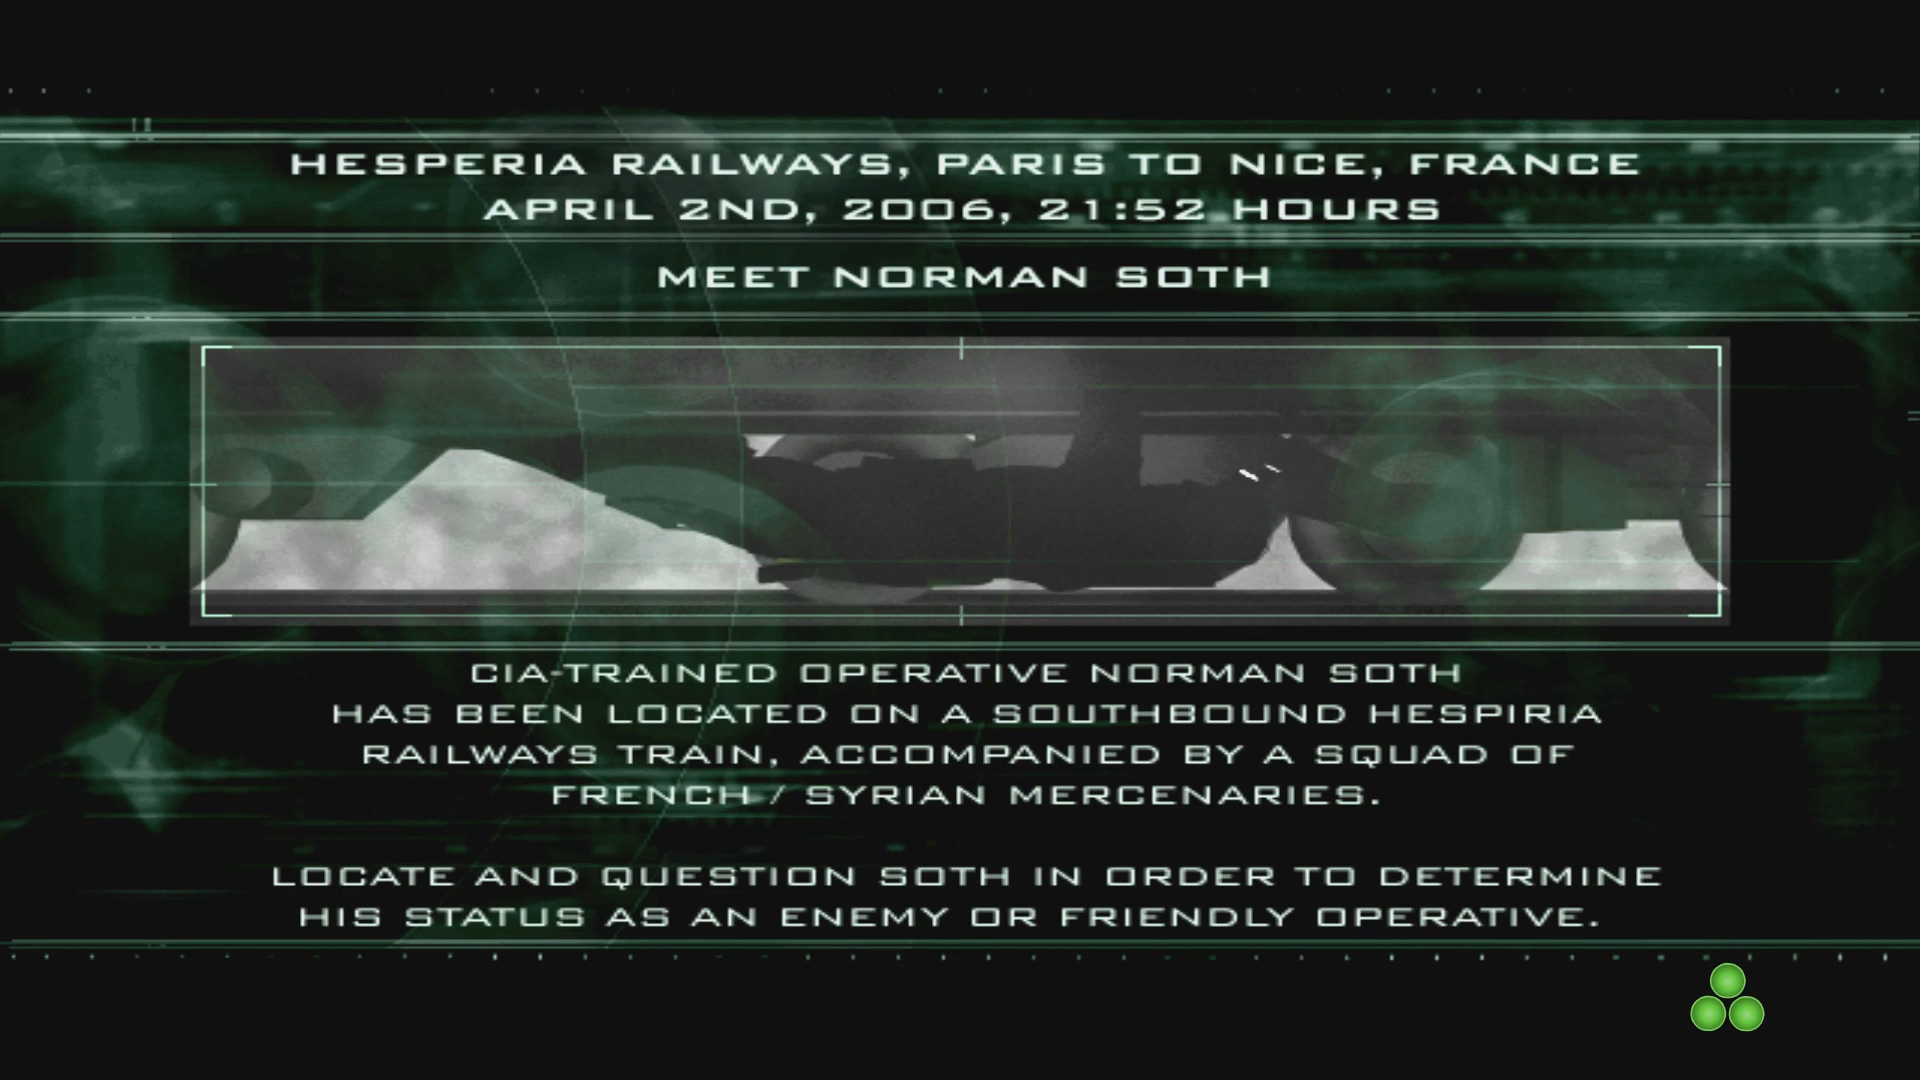 HESPERIA RAILWAYS, PARIS TO NICE, FRANCE
APRIL 2ND, 2006, 21:52 HOURS
MEET NORMAN SOTH
CIA-TRAINED OPERATIVE NORMAN SOTH
HAS BEEN LOCATED ON A SOUTHBOUND HESPIRIA
RAILWAYS TRAIN, ACCOMPANIED BY A SQUAD OF
FRENCH / SYRIAN MERCENARIES.
LOCATE AND QUESTION SOTH IN ORDER TO DETERMINE
HIS STATUS AS AN ENEMY OR FRIENDLY OPERATIVE.